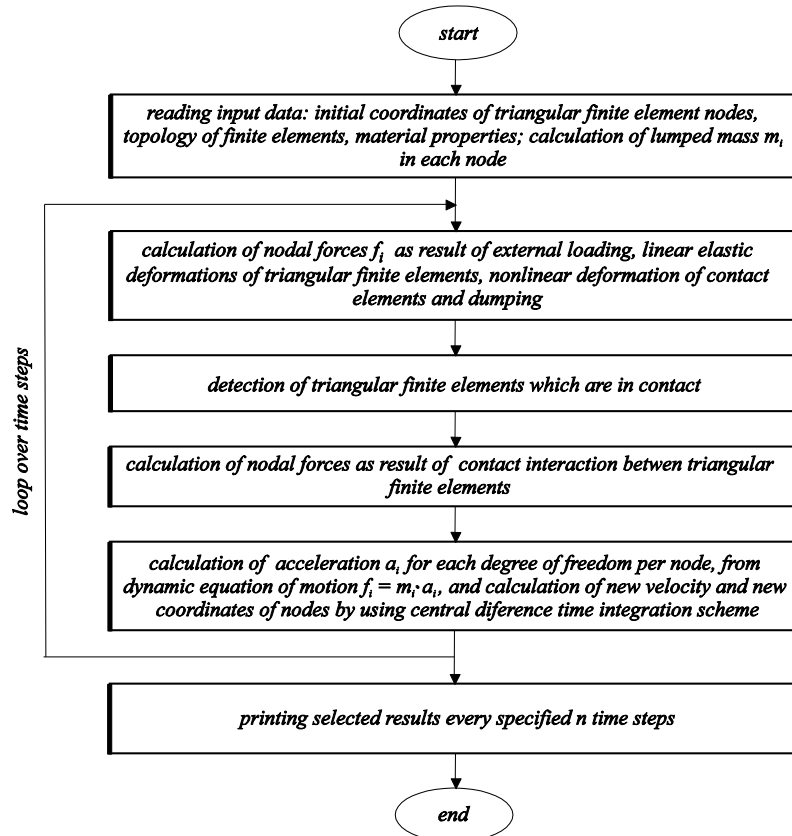 start
reading input data: initial coordinates of triangular finite element nodes,
topology of finite elements, material properties; calculation of lumped mass mᵢ
in each node
calculation of nodal forces fᵢ as result of external loading, linear elastic
deformations of triangular finite elements, nonlinear deformation of contact
elements and dumping
detection of triangular finite elements which are in contact
calculation of nodal forces as result of contact interaction betwen triangular
finite elements
calculation of acceleration aᵢ for each degree of freedom per node, from
dynamic equation of motion fᵢ = mᵢ·aᵢ, and calculation of new velocity and new
coordinates of nodes by using central diference time integration scheme
loop over time steps
printing selected results every specified n time steps
end